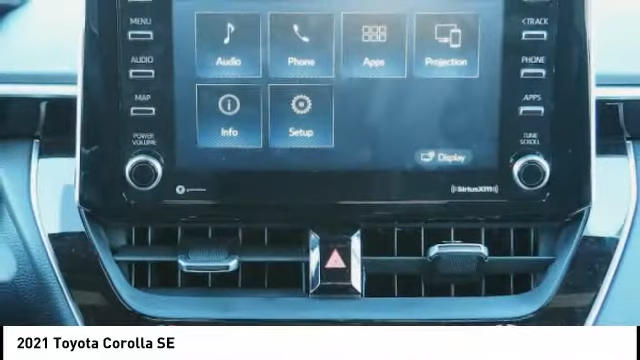 MENU
<TRACK
AUDIO
PHONE
MAP
APPS
POWER
VOLUME
TUNE
SCROLL
Audio
Phone
Apps
Projection
Info
Setup
Display
((SiriusXM))
2021 Toyota Corolla SE